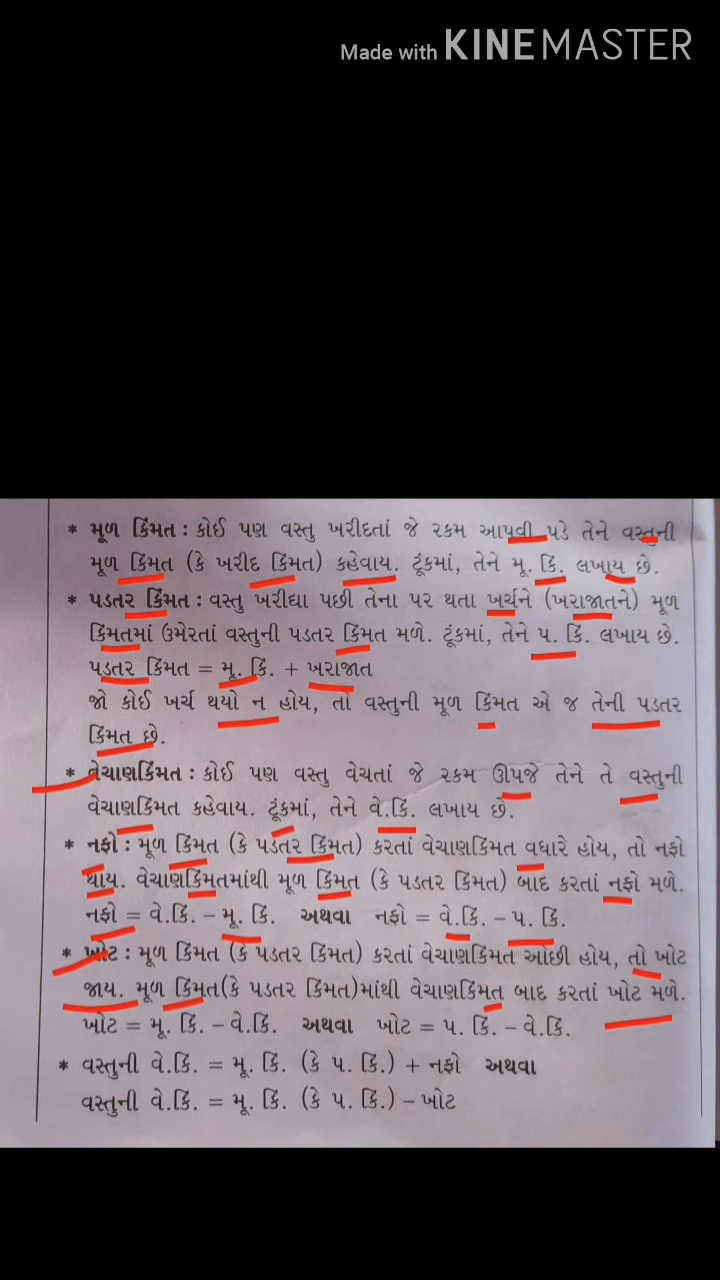 Made with KINEMASTER
* મૂળ કિંમત : કોઈ પણ વસ્તુ ખરીદતાં જે રકમ આપવી પડે તેને વસ્તુની
મૂળ કિંમત (કે ખરીદ કિંમત) કહેવાય. ટૂંકમાં, તેને મૂ. કિં. લખાય છે.
* પડતર કિંમત : વસ્તુ ખરીદ્યા પછી તેના પર થતા ખર્ચને (ખરાજાતને) મૂળ
કિંમતમાં ઉમેરતાં વસ્તુની પડતર કિંમત મળે. ટૂંકમાં, તેને પ. કિં. લખાય છે.
પડતર કિંમત = મૂ. કિં. + ખરાજાત
જો કોઈ ખર્ચ થયો ન હોય, તો વસ્તુની મૂળ કિંમત એ જ તેની પડતર
કિંમત છે.
* વેચાણકિંમત : કોઈ પણ વસ્તુ વેચતાં જે રકમ ઊપજે તેને તે વસ્તુની
વેચાણકિંમત કહેવાય. ટૂંકમાં, તેને વે.કિં. લખાય છે.
* નફો : મૂળ કિંમત (કે પડતર કિંમત) કરતાં વેચાણકિંમત વધારે હોય, તો નફો
થાય. વેચાણકિંમતમાંથી મૂળ કિંમત (કે પડતર કિંમત) બાદ કરતાં નફો મળે.
નફો = વે.કિં. – મૂ. કિં. અથવા નફો = વે.કિં. – પ. કિં.
* ખોટ : મૂળ કિંમત (કે પડતર કિંમત) કરતાં વેચાણકિંમત ઓછી હોય, તો ખોટ
જાય. મૂળ કિંમત(કે પડતર કિંમત)માંથી વેચાણકિંમત બાદ કરતાં ખોટ મળે.
ખોટ = મૂ. કિં. – વે.કિં. અથવા ખોટ = પ. કિં. – વે.કિં.
* વસ્તુની વે.કિં. = મૂ. કિં. (કે પ. કિં.) + નફો અથવા
વસ્તુની વે.કિં. = મૂ. કિં. (કે પ. કિં.) – ખોટ